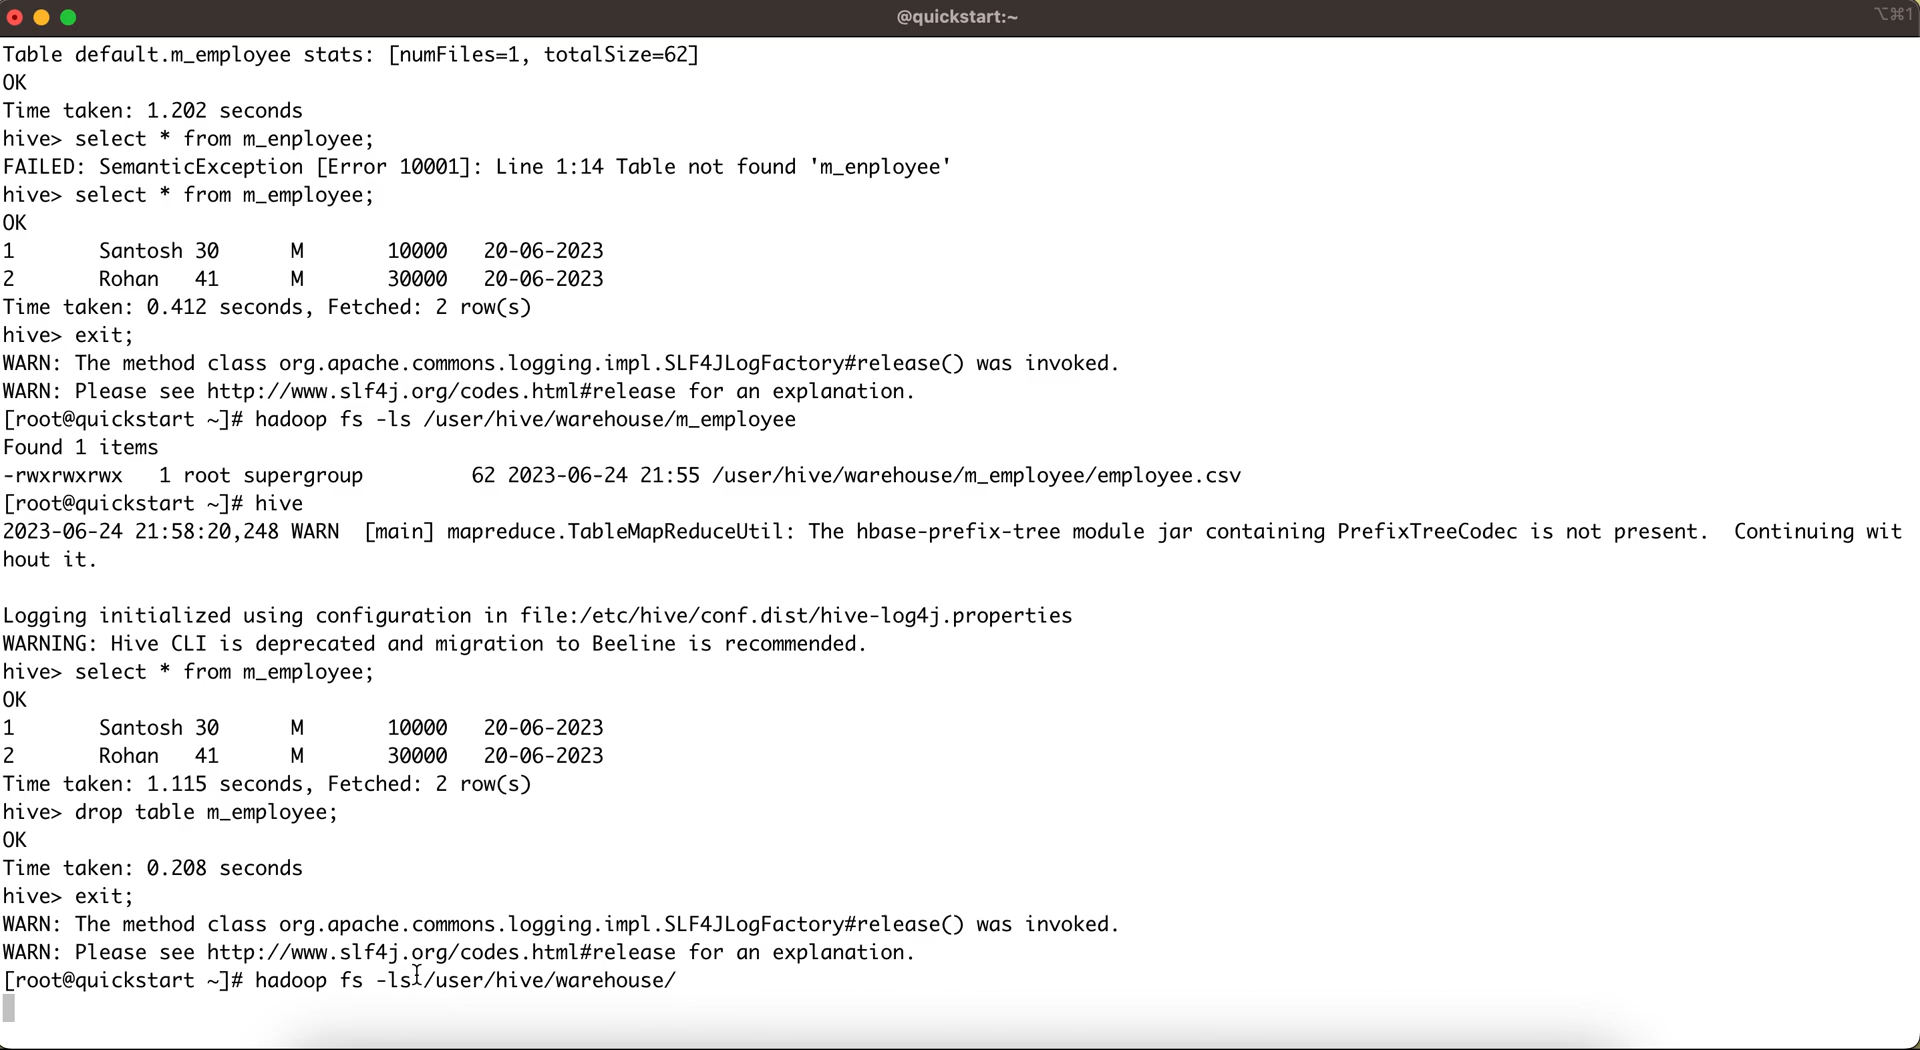 @quickstart:~
⌥⌘1
Table default.m_employee stats: [numFiles=1, totalSize=62]
OK
Time taken: 1.202 seconds
hive> select * from m_enployee;
FAILED: SemanticException [Error 10001]: Line 1:14 Table not found 'm_enployee'
hive> select * from m_employee;
OK
1       Santosh 30      M       10000   20-06-2023
2       Rohan   41      M       30000   20-06-2023
Time taken: 0.412 seconds, Fetched: 2 row(s)
hive> exit;
WARN: The method class org.apache.commons.logging.impl.SLF4JLogFactory#release() was invoked.
WARN: Please see http://www.slf4j.org/codes.html#release for an explanation.
[root@quickstart ~]# hadoop fs -ls /user/hive/warehouse/m_employee
Found 1 items
-rwxrwxrwx   1 root supergroup         62 2023-06-24 21:55 /user/hive/warehouse/m_employee/employee.csv
[root@quickstart ~]# hive
2023-06-24 21:58:20,248 WARN  [main] mapreduce.TableMapReduceUtil: The hbase-prefix-tree module jar containing PrefixTreeCodec is not present.  Continuing wit
hout it.
Logging initialized using configuration in file:/etc/hive/conf.dist/hive-log4j.properties
WARNING: Hive CLI is deprecated and migration to Beeline is recommended.
hive> select * from m_employee;
OK
1       Santosh 30      M       10000   20-06-2023
2       Rohan   41      M       30000   20-06-2023
Time taken: 1.115 seconds, Fetched: 2 row(s)
hive> drop table m_employee;
OK
Time taken: 0.208 seconds
hive> exit;
WARN: The method class org.apache.commons.logging.impl.SLF4JLogFactory#release() was invoked.
WARN: Please see http://www.slf4j.org/codes.html#release for an explanation.
[root@quickstart ~]# hadoop fs -ls /user/hive/warehouse/